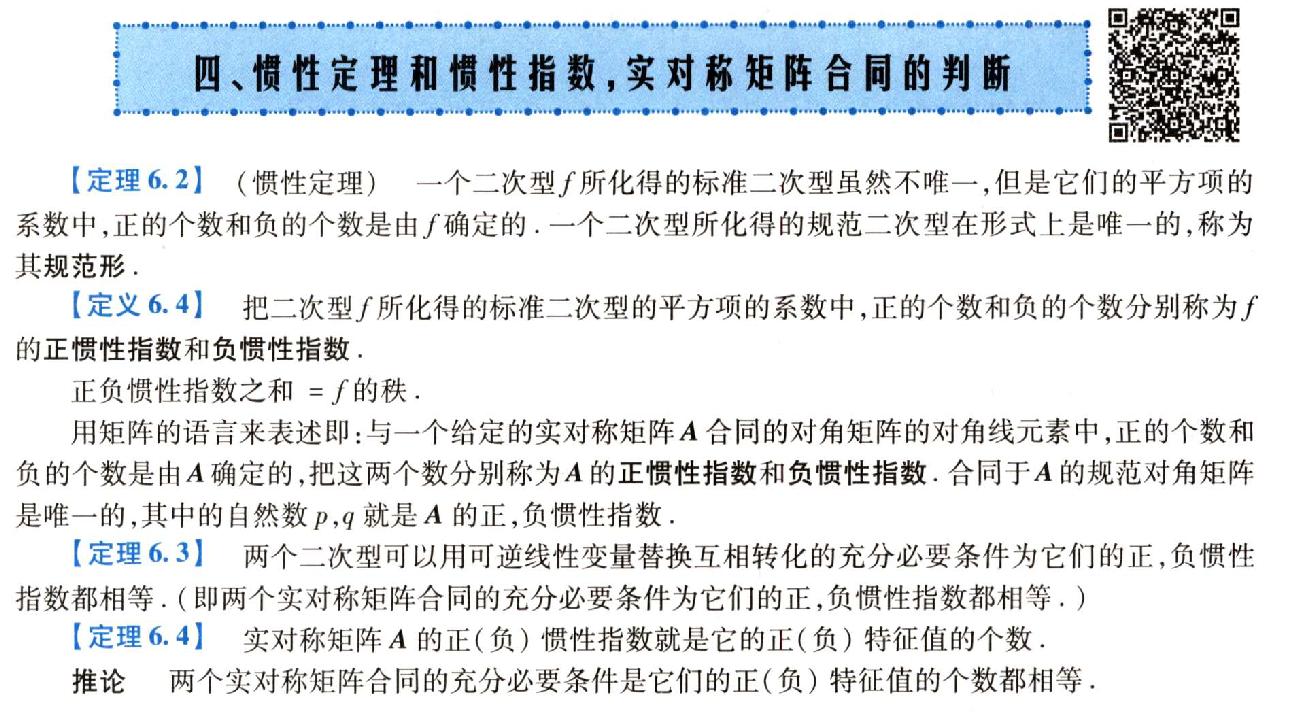 四、惯性定理和惯性指数,实对称矩阵合同的判断
【定理6.2】 (惯性定理) 一个二次型f所化得的标准二次型虽然不唯一,但是它们的平方项的
系数中,正的个数和负的个数是由f确定的.一个二次型所化得的规范二次型在形式上是唯一的,称为
其规范形.
【定义6.4】 把二次型f所化得的标准二次型的平方项的系数中,正的个数和负的个数分别称为f
的正惯性指数和负惯性指数.
正负惯性指数之和 = f的秩.
用矩阵的语言来表述即:与一个给定的实对称矩阵A合同的对角矩阵的对角线元素中,正的个数和
负的个数是由A确定的,把这两个数分别称为A的正惯性指数和负惯性指数.合同于A的规范对角矩阵
是唯一的,其中的自然数p,q就是A的正,负惯性指数.
【定理6.3】 两个二次型可以用可逆线性变量替换互相转化的充分必要条件为它们的正,负惯性
指数都相等.(即两个实对称矩阵合同的充分必要条件为它们的正,负惯性指数都相等.)
【定理6.4】 实对称矩阵A的正(负)惯性指数就是它的正(负)特征值的个数.
推论 两个实对称矩阵合同的充分必要条件是它们的正(负)特征值的个数都相等.